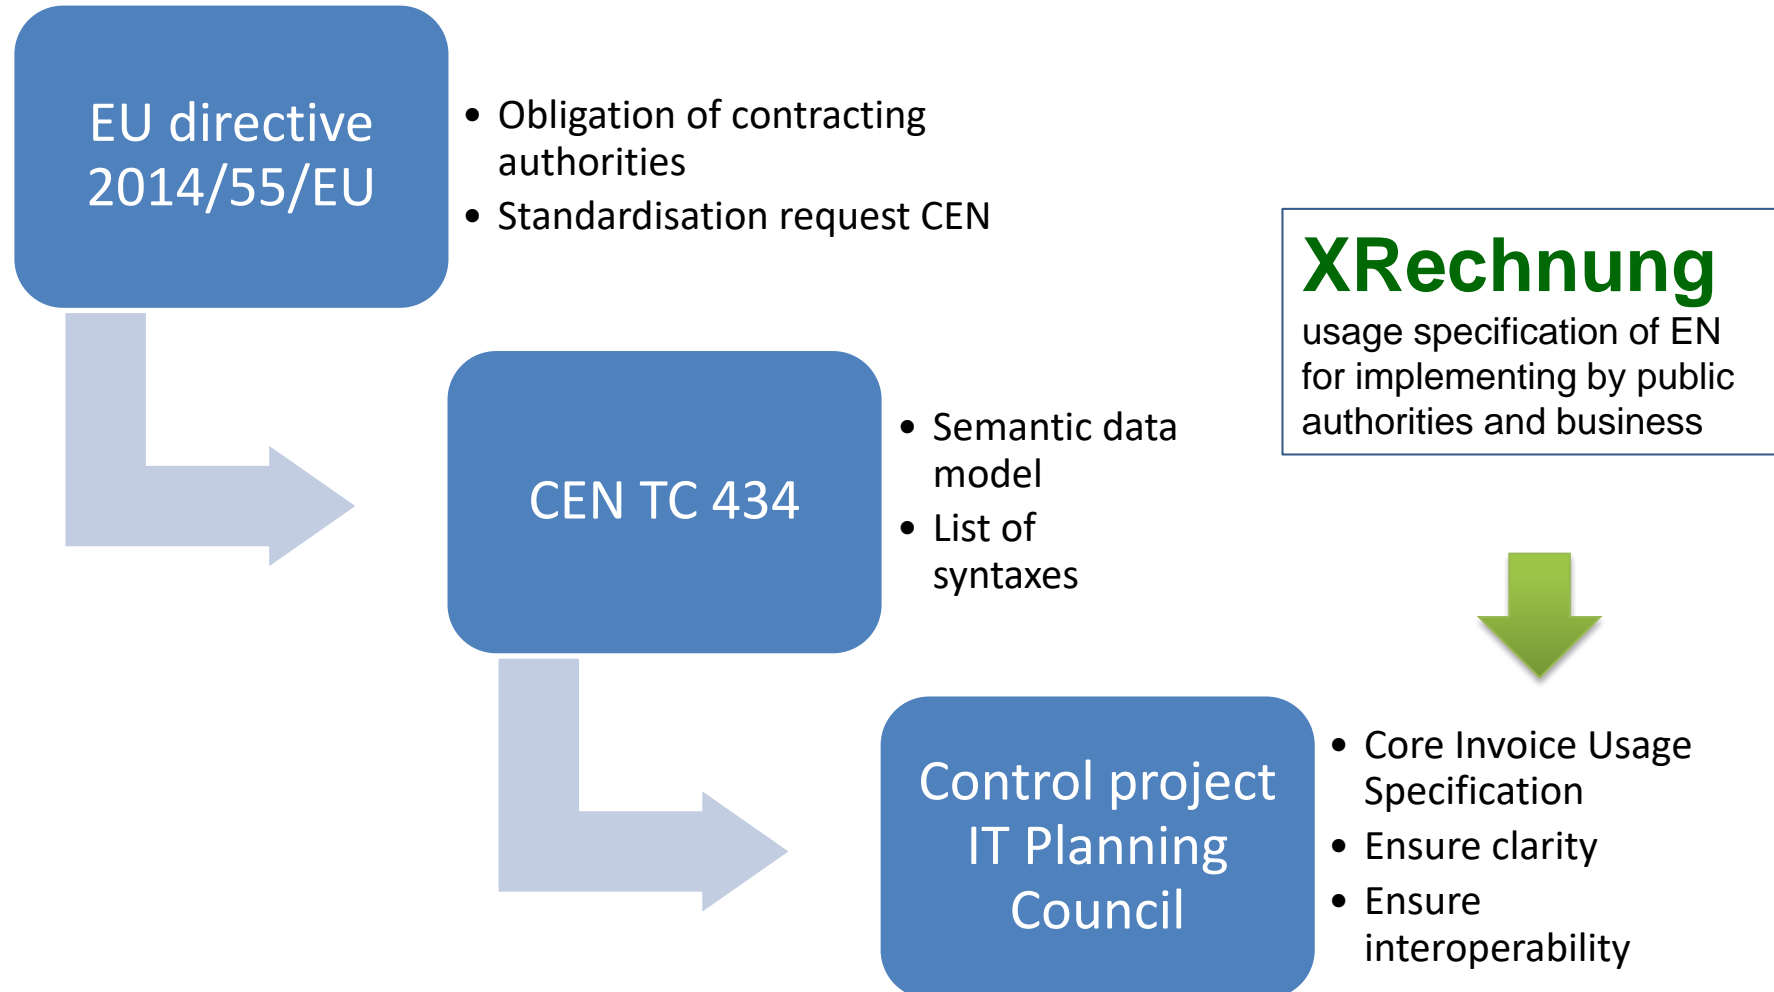 EU directive
2014/55/EU
• Obligation of contracting
authorities
• Standardisation request CEN
XRechnung
usage specification of EN
for implementing by public
authorities and business
CEN TC 434
• Semantic data
model
• List of
syntaxes
Control project
IT Planning
Council
• Core Invoice Usage
Specification
• Ensure clarity
• Ensure
interoperability